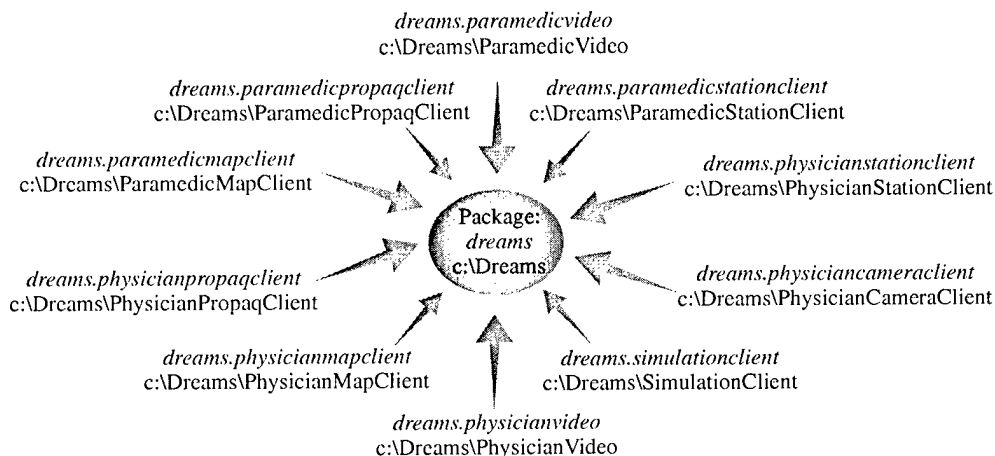 dreams.paramedicvideo
c:\Dreams\ParamedicVideo
dreams.paramedicpropaqclient
c:\Dreams\ParamedicPropaqClient
dreams.paramedicstationclient
c:\Dreams\ParamedicStationClient
dreams.paramedicmapclient
c:\Dreams\ParamedicMapClient
dreams.physicianstationclient
c:\Dreams\PhysicianStationClient
Package:
dreams
c:\Dreams
dreams.physicianpropaqclient
c:\Dreams\PhysicianPropaqClient
dreams.physiciancameraclient
c:\Dreams\PhysicianCameraClient
dreams.physicianmapclient
c:\Dreams\PhysicianMapClient
dreams.simulationclient
c:\Dreams\SimulationClient
dreams.physicianvideo
c:\Dreams\PhysicianVideo